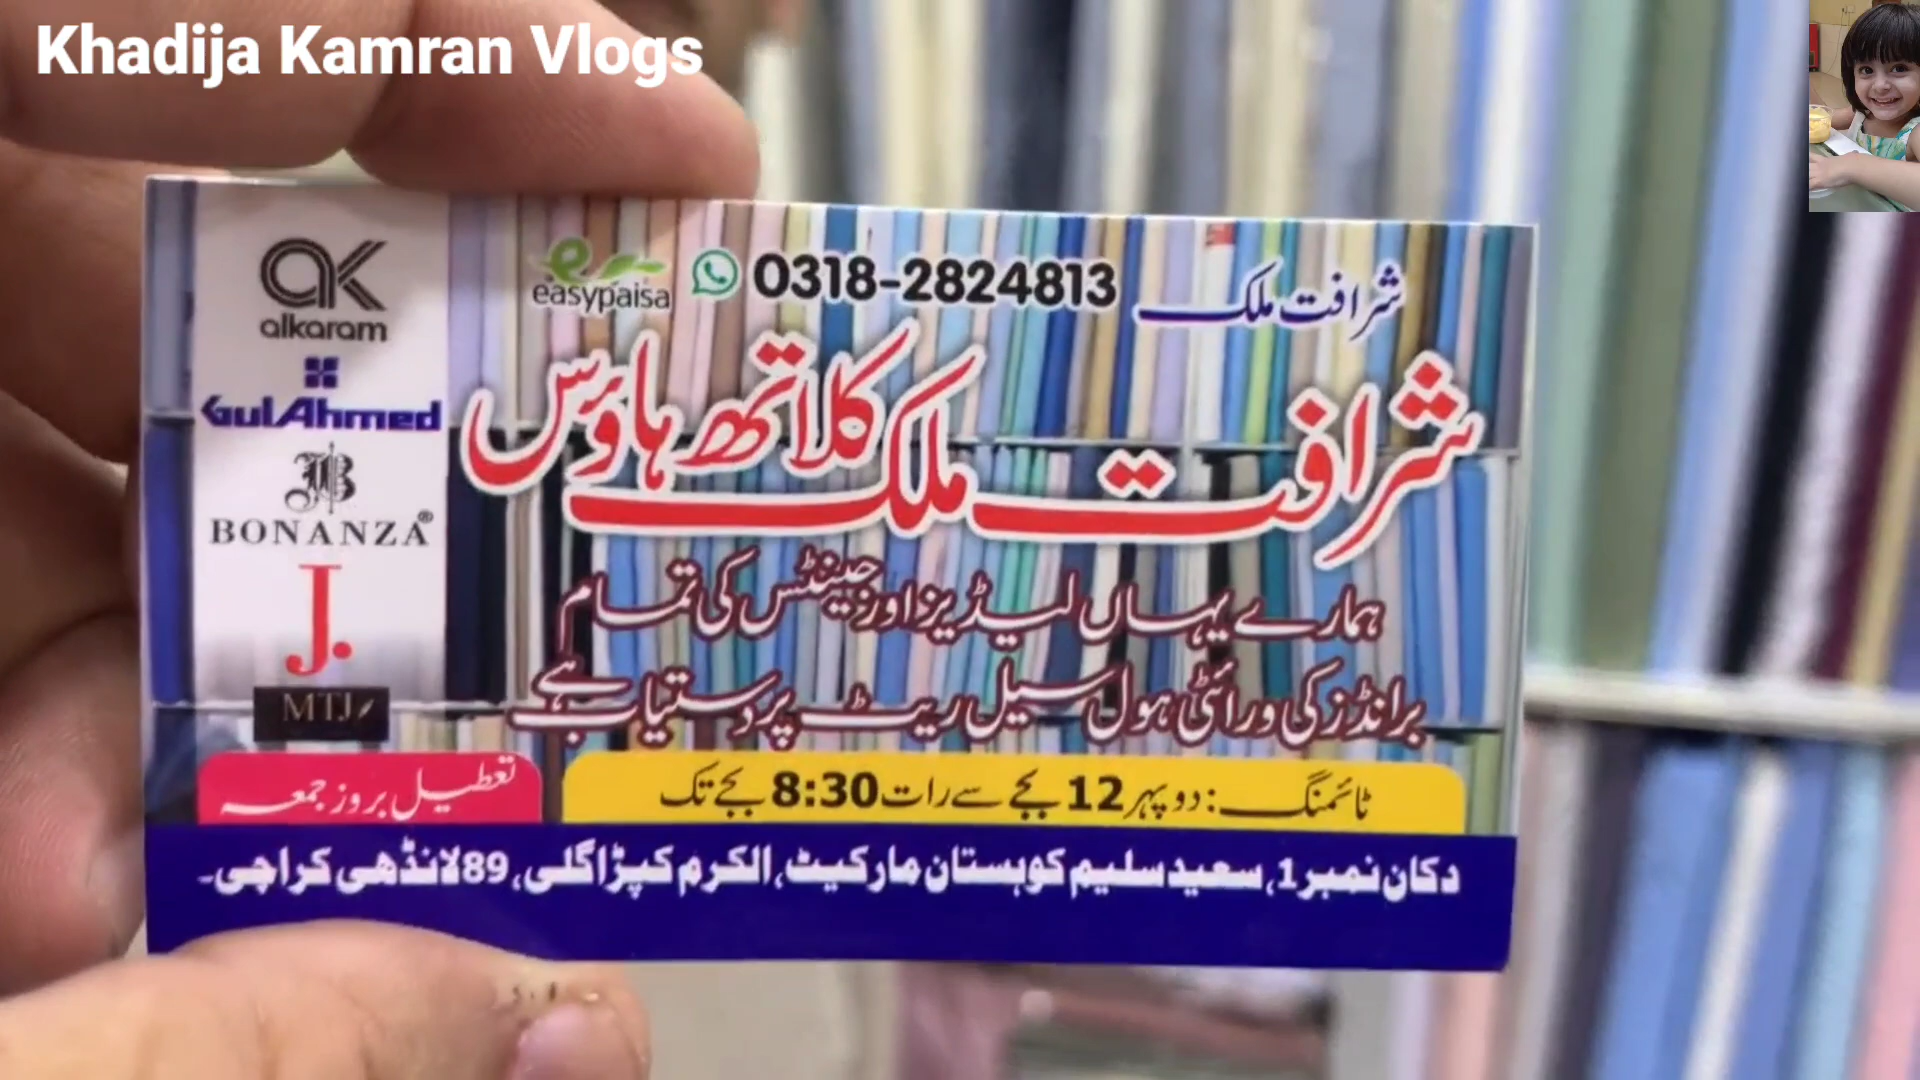 Khadija Kamran Vlogs
alkaram
GulAhmed
BONANZA®
J.
MTJ
easypaisa 0318-2824813 شرافت ملک
شرافت ملک کلاتھ ہاؤس
ہمارے یہاں لیڈیز اور جینٹس کی تمام
برانڈز کی ورائٹی ہول سیل ریٹ پر دستیاب ہے
تعطیل بروز جمعہ
ٹائمنگ: دوپہر 12 بجے سے رات 8:30 بجے تک
دکان نمبر 1، سعید سلیم کوہستان مارکیٹ، الکرم کپڑا گلی، 89 لانڈھی کراچی۔